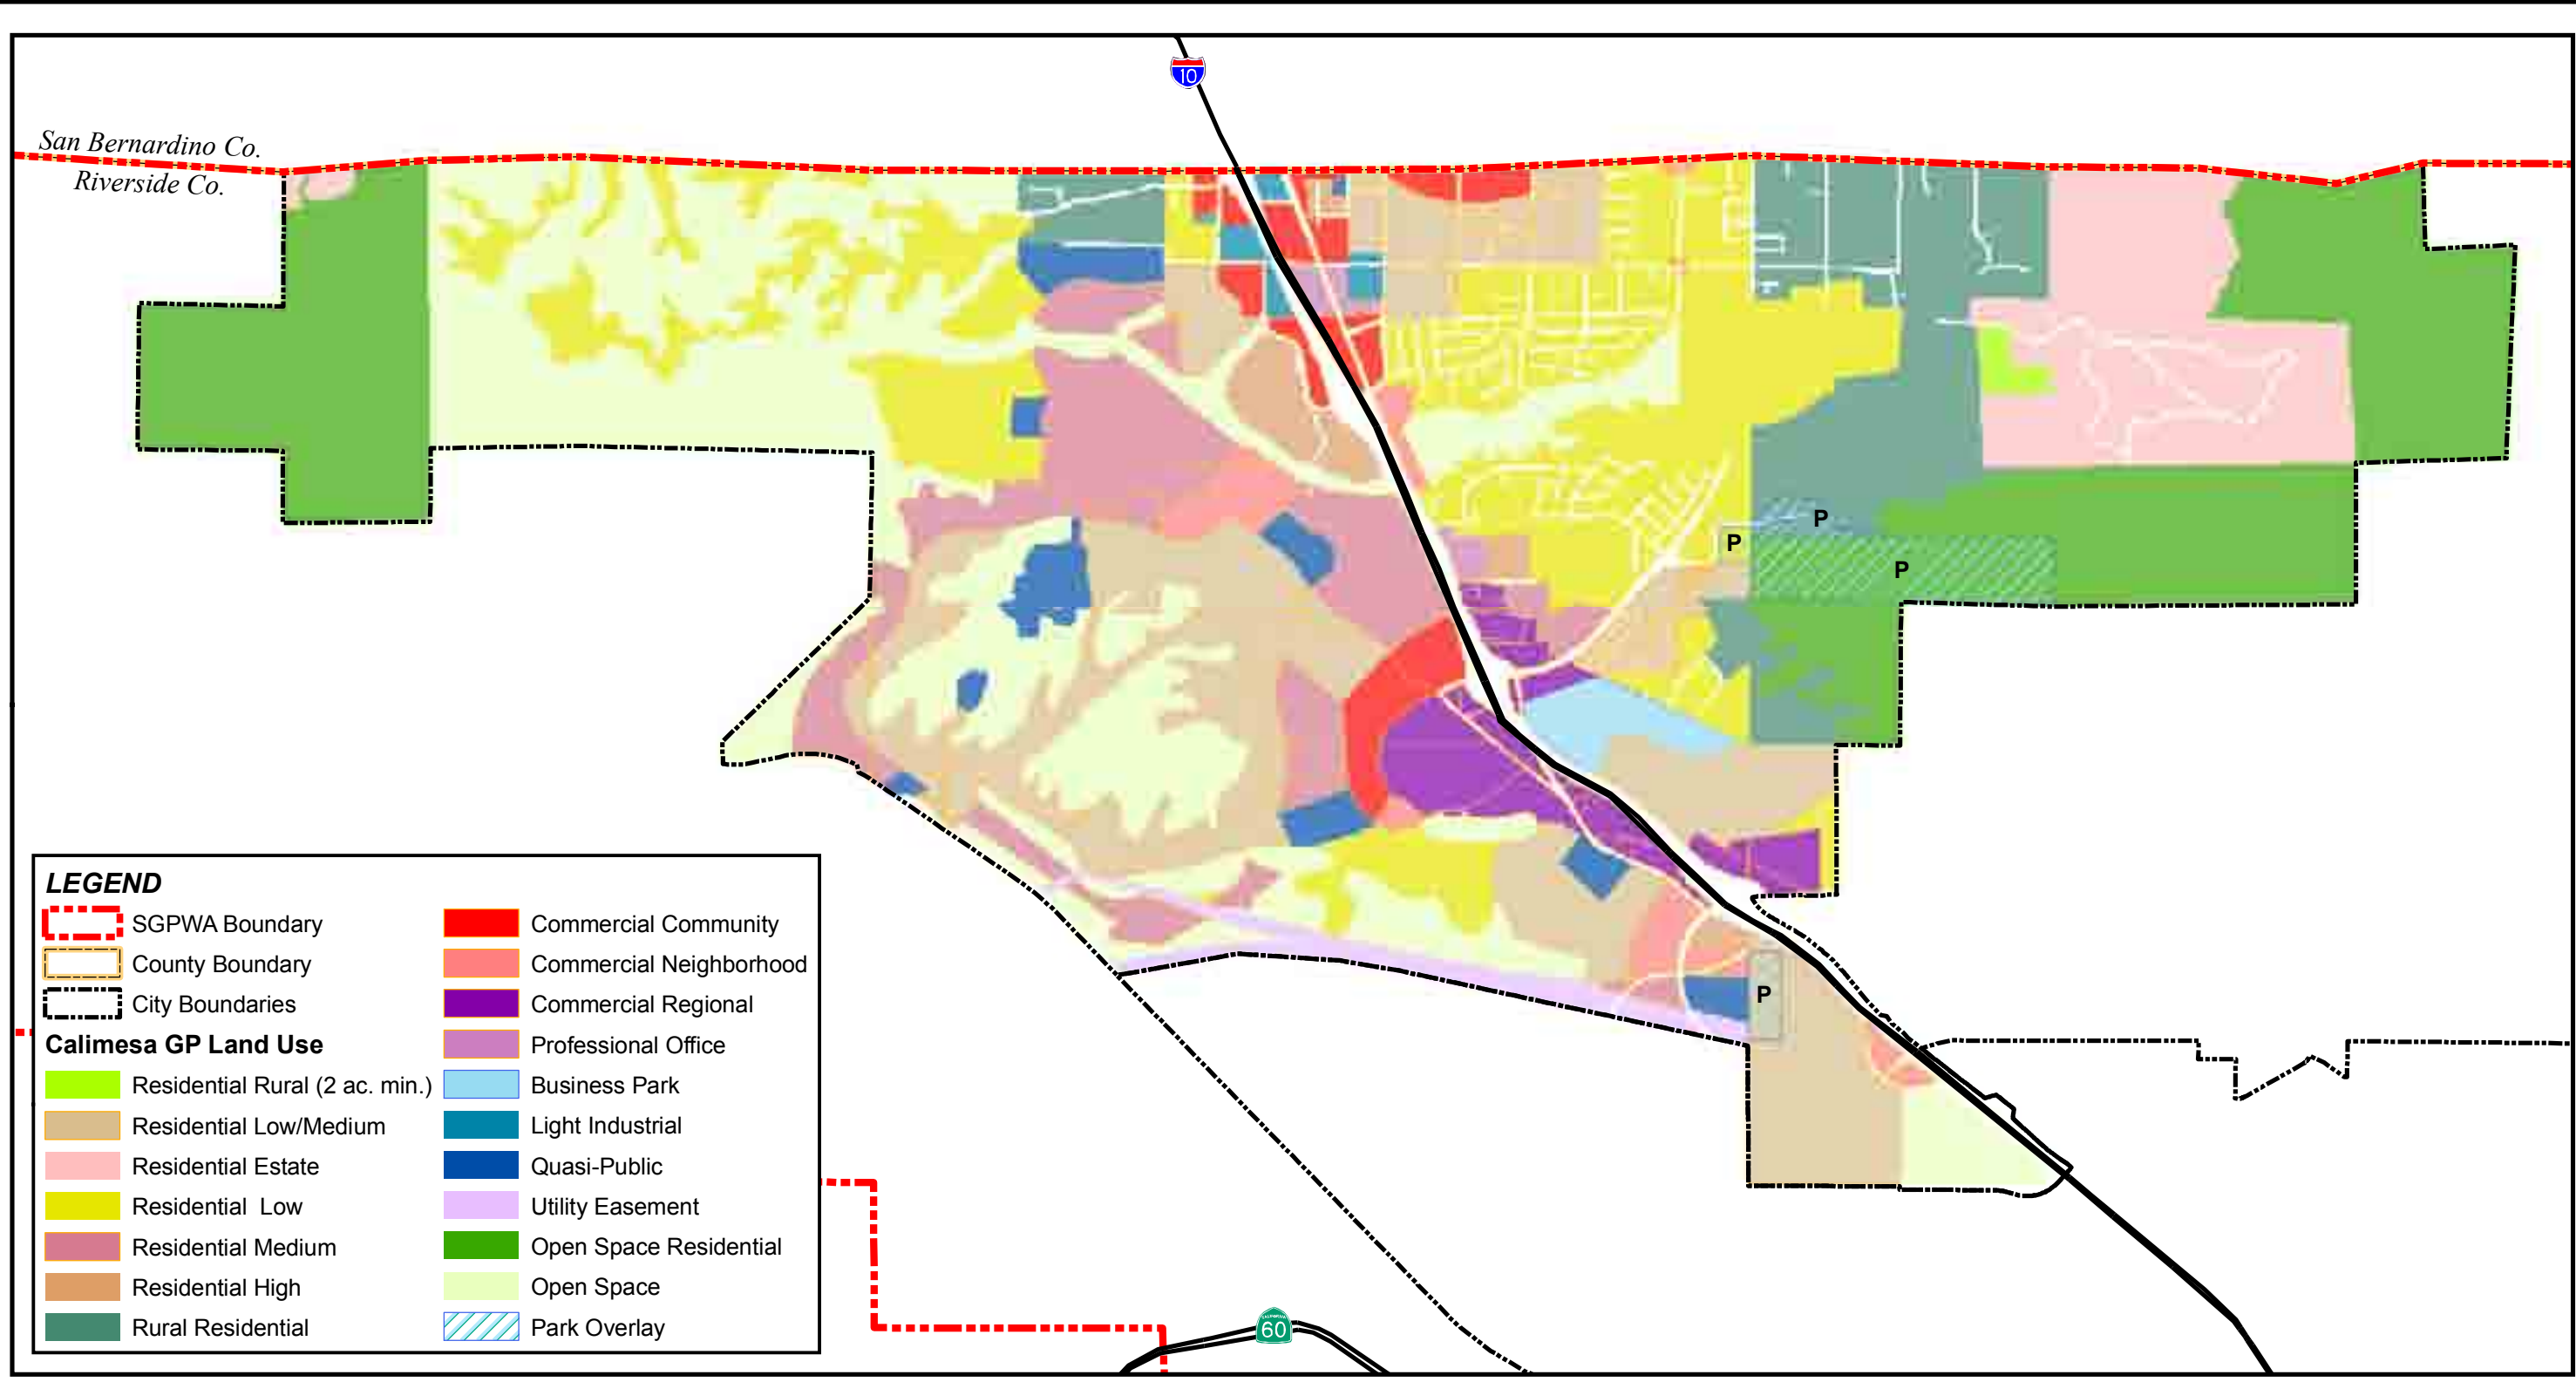 10
San Bernardino Co.
Riverside Co.
P
P
P
P
LEGEND
SGPWA Boundary
County Boundary
City Boundaries
Calimesa GP Land Use
Residential Rural (2 ac. min.)
Residential Low/Medium
Residential Estate
Residential Low
Residential Medium
Residential High
Rural Residential
Commercial Community
Commercial Neighborhood
Commercial Regional
Professional Office
Business Park
Light Industrial
Quasi-Public
Utility Easement
Open Space Residential
Open Space
Park Overlay
60